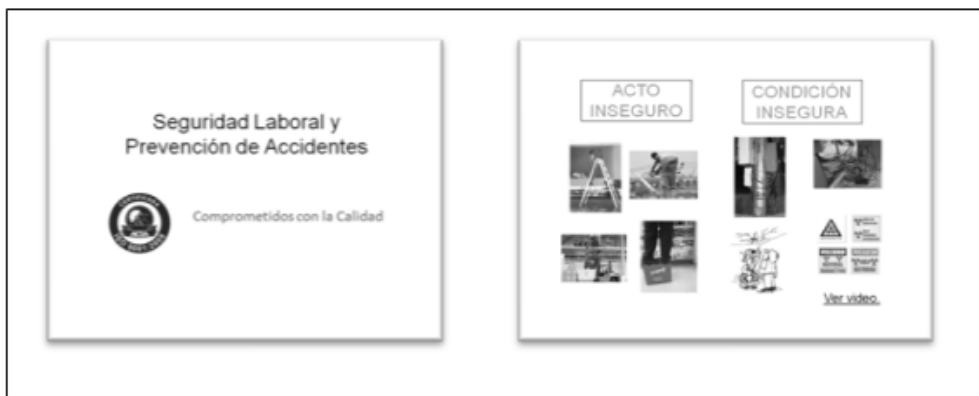 Seguridad Laboral y
Prevención de Accidentes
Comprometidos con la Calidad
ACTO
INSEGURO
CONDICIÓN
INSEGURA
Ver video.